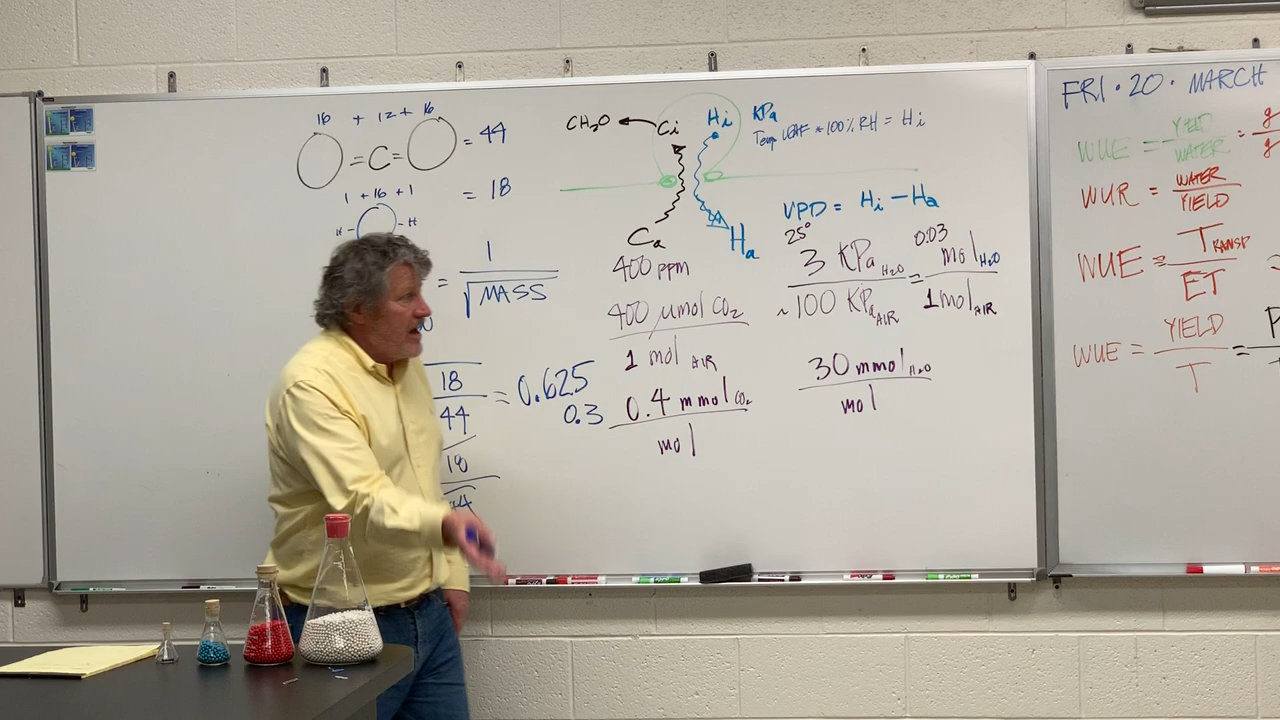 16 + 12 + 16
=C= = 44
1 + 16 + 1
H- -H = 18
= 1
√MASS
18
44
= 0.625
0.3
18
44
CH₂O ← Ci
Ca
400 ppm
400 μmol CO₂
1 mol AIR
0.4 mmol CO₂
mol
Hi
KPa
Temp LEAF * 100% RH = Hi
Ha
VPD = Hi - Ha
25°
3 KPa H₂O = 0.03 mol H₂O
~100 KPa AIR 1 mol AIR
30 mmol H₂O
mol
FRI · 20 · MARCH
WUE = YIELD = g
WATER g
WUR = WATER
YIELD
WUE = TRANSP
ET
WUE = YIELD = P
T